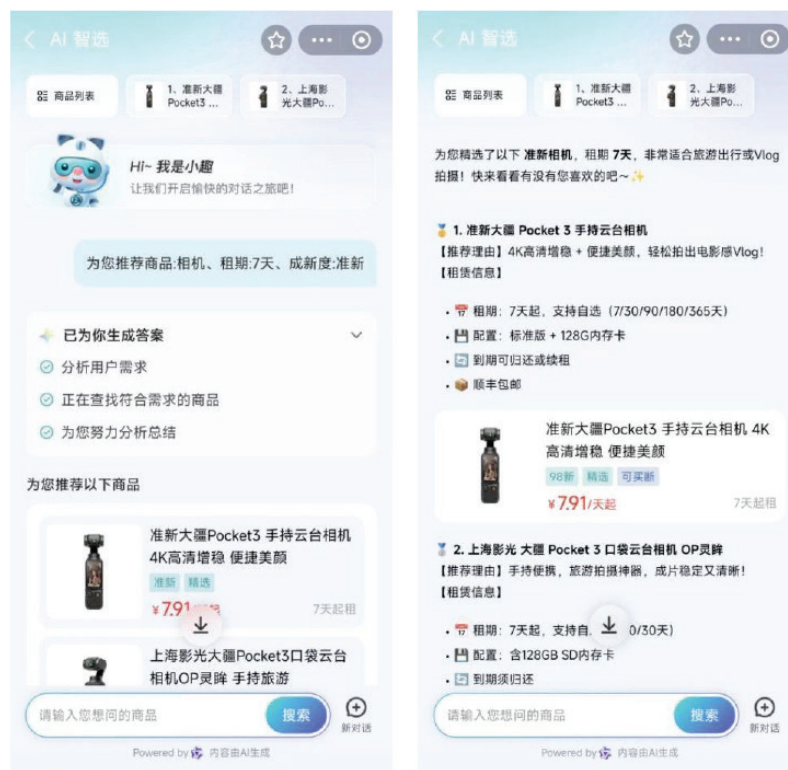 AI 智选
商品列表
1、准新大疆
Pocket3 ...
2、上海影
光大疆Po...
Hi~ 我是小趣
让我们开启愉快的对话之旅吧！
为您推荐商品:相机、租期:7天、成新度:准新
已为你生成答案
分析用户需求
正在查找符合需求的商品
为您努力分析总结
为您推荐以下商品
准新大疆Pocket3 手持云台相机
4K高清增稳 便捷美颜
准新 精选
¥7.91
7天起租
上海影光大疆Pocket3口袋云台
相机OP灵眸 手持旅游
请输入您想问的商品
搜索
新对话
Powered by 内容由AI生成
AI 智选
商品列表
1、准新大疆
Pocket3 ...
2、上海影
光大疆Po...
为您精选了以下 准新相机，租期 7天，非常适合旅游出行或Vlog
拍摄！快来看看有没有您喜欢的吧～✨
🥇 1. 准新大疆 Pocket 3 手持云台相机
【推荐理由】4K高清增稳 + 便捷美颜，轻松拍出电影感Vlog！
【租赁信息】
• 📅 租期：7天起，支持自选（7/30/90/180/365天）
• 💾 配置：标准版 + 128G内存卡
• 🔄 到期可归还或续租
• 📦 顺丰包邮
准新大疆Pocket3 手持云台相机 4K
高清增稳 便捷美颜
98新 精选 可买断
¥7.91/天起
7天起租
🥈 2. 上海影光 大疆 Pocket 3 口袋云台相机 OP灵眸
【推荐理由】手持便携，旅游拍摄神器，成片稳定又清晰！
【租赁信息】
• 📅 租期：7天起，支持自 0/30天）
• 💾 配置：含128GB SD内存卡
• 🔄 到期须归还
请输入您想问的商品
搜索
新对话
Powered by 内容由AI生成